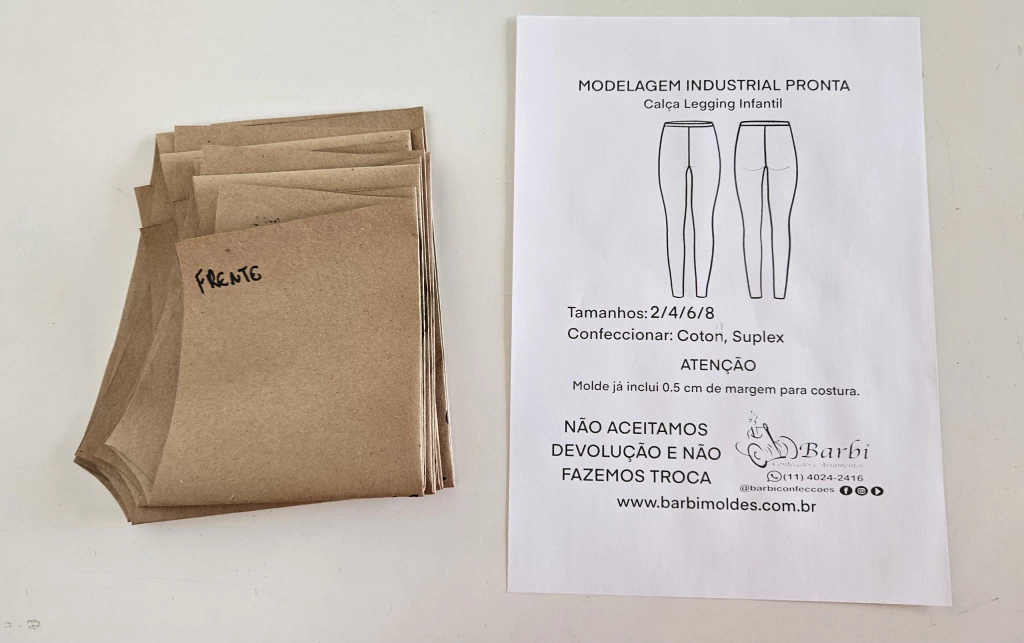 FRENTE
MODELAGEM INDUSTRIAL PRONTA
Calça Legging Infantil
Tamanhos: 2/4/6/8
Confeccionar: Coton, Suplex
ATENÇÃO
Molde já inclui 0.5 cm de margem para costura.
NÃO ACEITAMOS
DEVOLUÇÃO E NÃO
FAZEMOS TROCA
Barbi
Confecções e Aviamentos
(11) 4024-2416
@barbiconfeccoes
www.barbimoldes.com.br